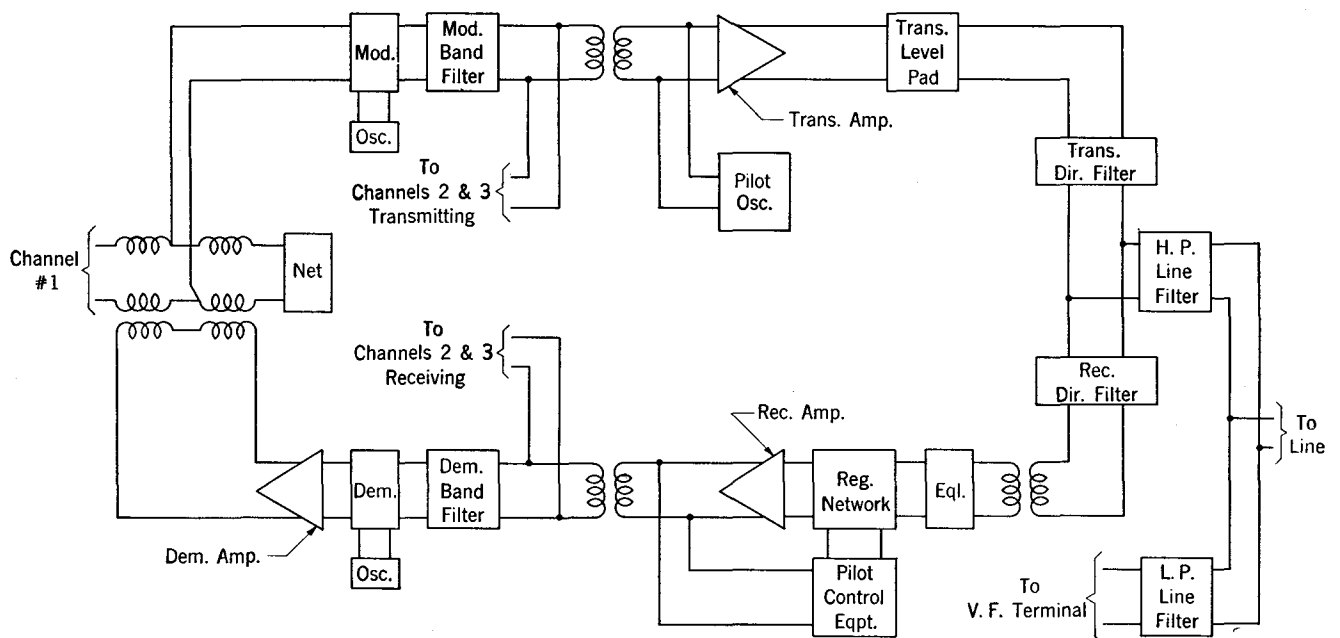 Mod.
Mod.
Band
Filter
Osc.
To
Channels 2 & 3
Transmitting
Trans. Amp.
Pilot
Osc.
Trans.
Level
Pad
Trans.
Dir. Filter
Channel
#1
Net
H. P.
Line
Filter
To
Channels 2 & 3
Receiving
Rec.
Dir. Filter
To
Line
Rec. Amp.
Dem. Amp.
Dem.
Osc.
Dem.
Band
Filter
Reg.
Network
Eql.
Pilot
Control
Eqpt.
To
V. F. Terminal
L. P.
Line
Filter